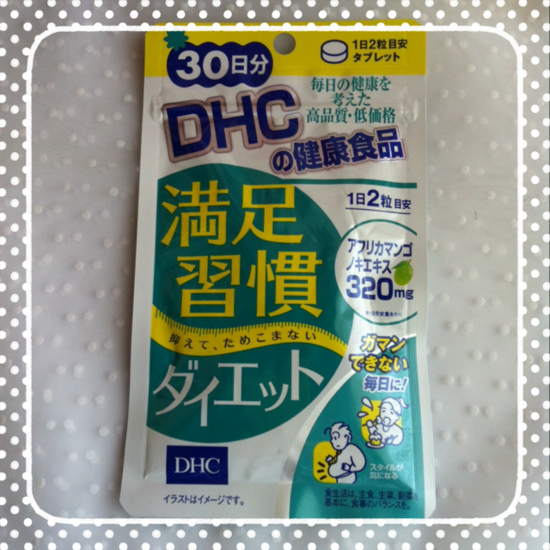 30日分
1日2粒目安
タブレット
毎日の健康を
考えた
高品質・低価格
DHC
の健康食品
1日2粒目安
満足
習慣
アフリカマンゴ
ノキエキス
320mg
抑えて、ためこまない
ダイエット
ガマン
できない
毎日に!
スタイルが
気になる
DHC
イラストはイメージです。
食生活は、主食、主菜、副菜を
基本に、食事のバランスを。